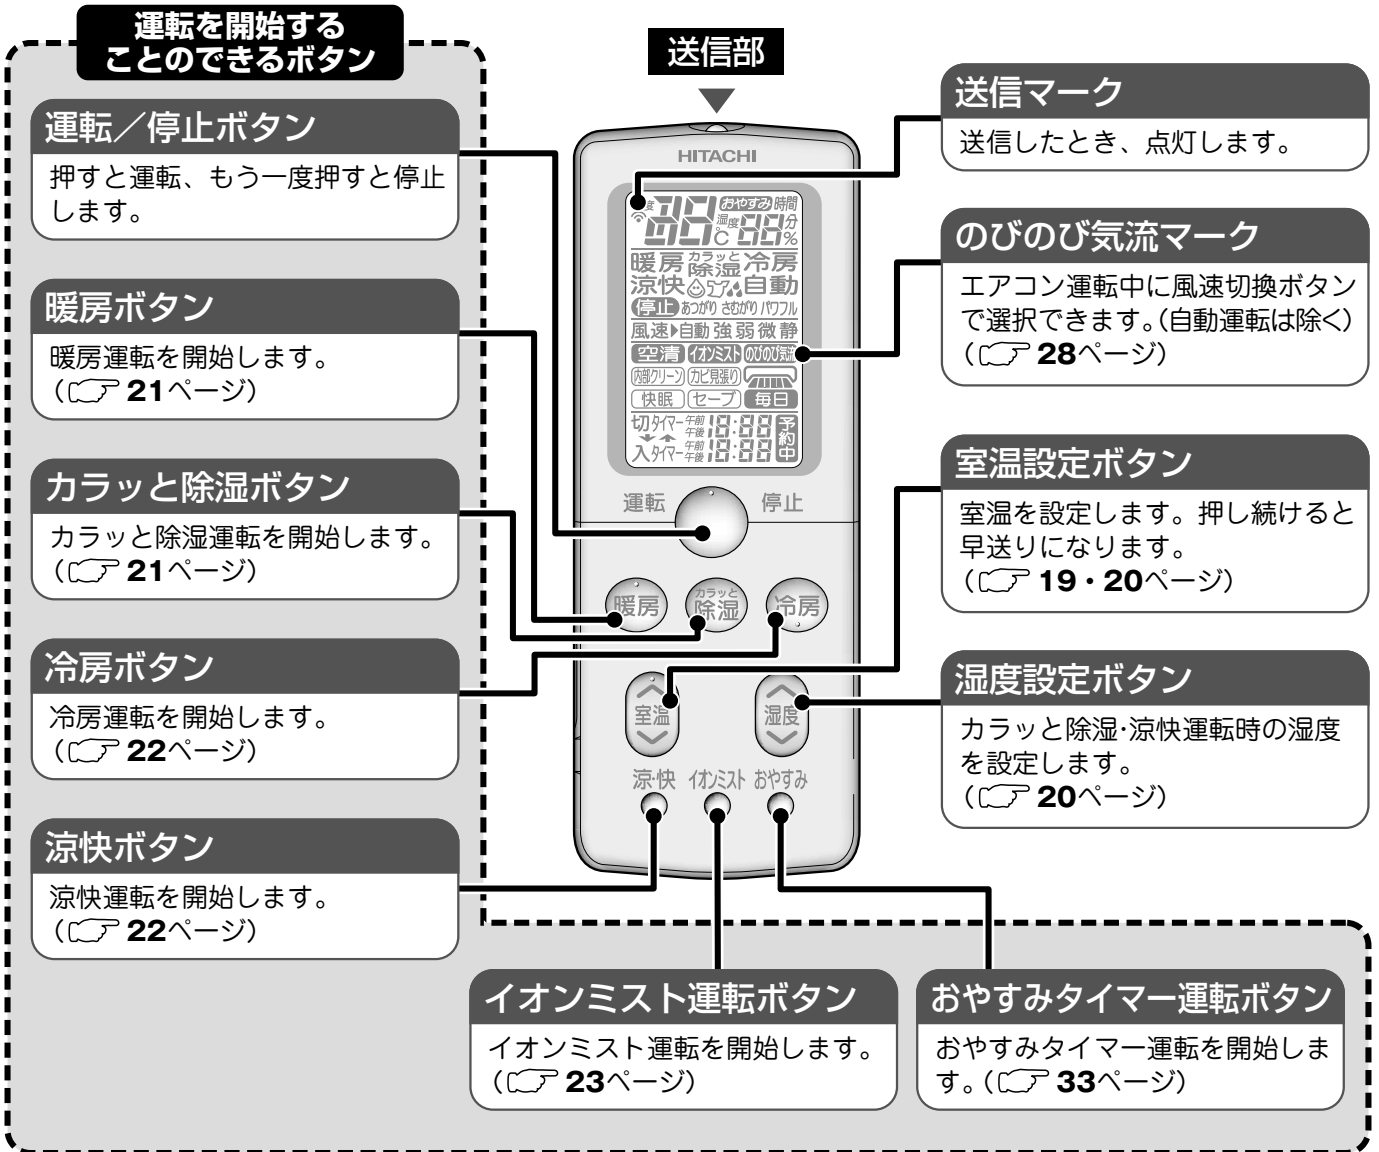 運転を開始する
ことのできるボタン
運転／停止ボタン
押すと運転、もう一度押すと停止
します。
暖房ボタン
暖房運転を開始します。
（☞ 21ページ）
カラッと除湿ボタン
カラッと除湿運転を開始します。
（☞ 21ページ）
冷房ボタン
冷房運転を開始します。
（☞ 22ページ）
涼快ボタン
涼快運転を開始します。
（☞ 22ページ）
送信部
HITACHI
度 88 おやすみ 時間
℃ 湿度 88 分
%
暖房 カラッと除湿 冷房
涼快 自動
停止 あつがり さむがり パワフル
風速▶自動 強 弱 微 静
空清 イオンミスト のびのび気流
内部クリーン カビ見張り
快眠 セーブ 毎日
切タイマー 午前午後 18:88 予約中
入タイマー 午前午後 18:88
運転 停止
暖房 カラッと除湿 冷房
室温 湿度
涼・快 イオンミスト おやすみ
送信マーク
送信したとき、点灯します。
のびのび気流マーク
エアコン運転中に風速切換ボタン
で選択できます。（自動運転は除く）
（☞ 28ページ）
室温設定ボタン
室温を設定します。押し続けると
早送りになります。
（☞ 19・20ページ）
湿度設定ボタン
カラッと除湿・涼快運転時の湿度
を設定します。
（☞ 20ページ）
イオンミスト運転ボタン
イオンミスト運転を開始します。
（☞ 23ページ）
おやすみタイマー運転ボタン
おやすみタイマー運転を開始しま
す。（☞ 33ページ）